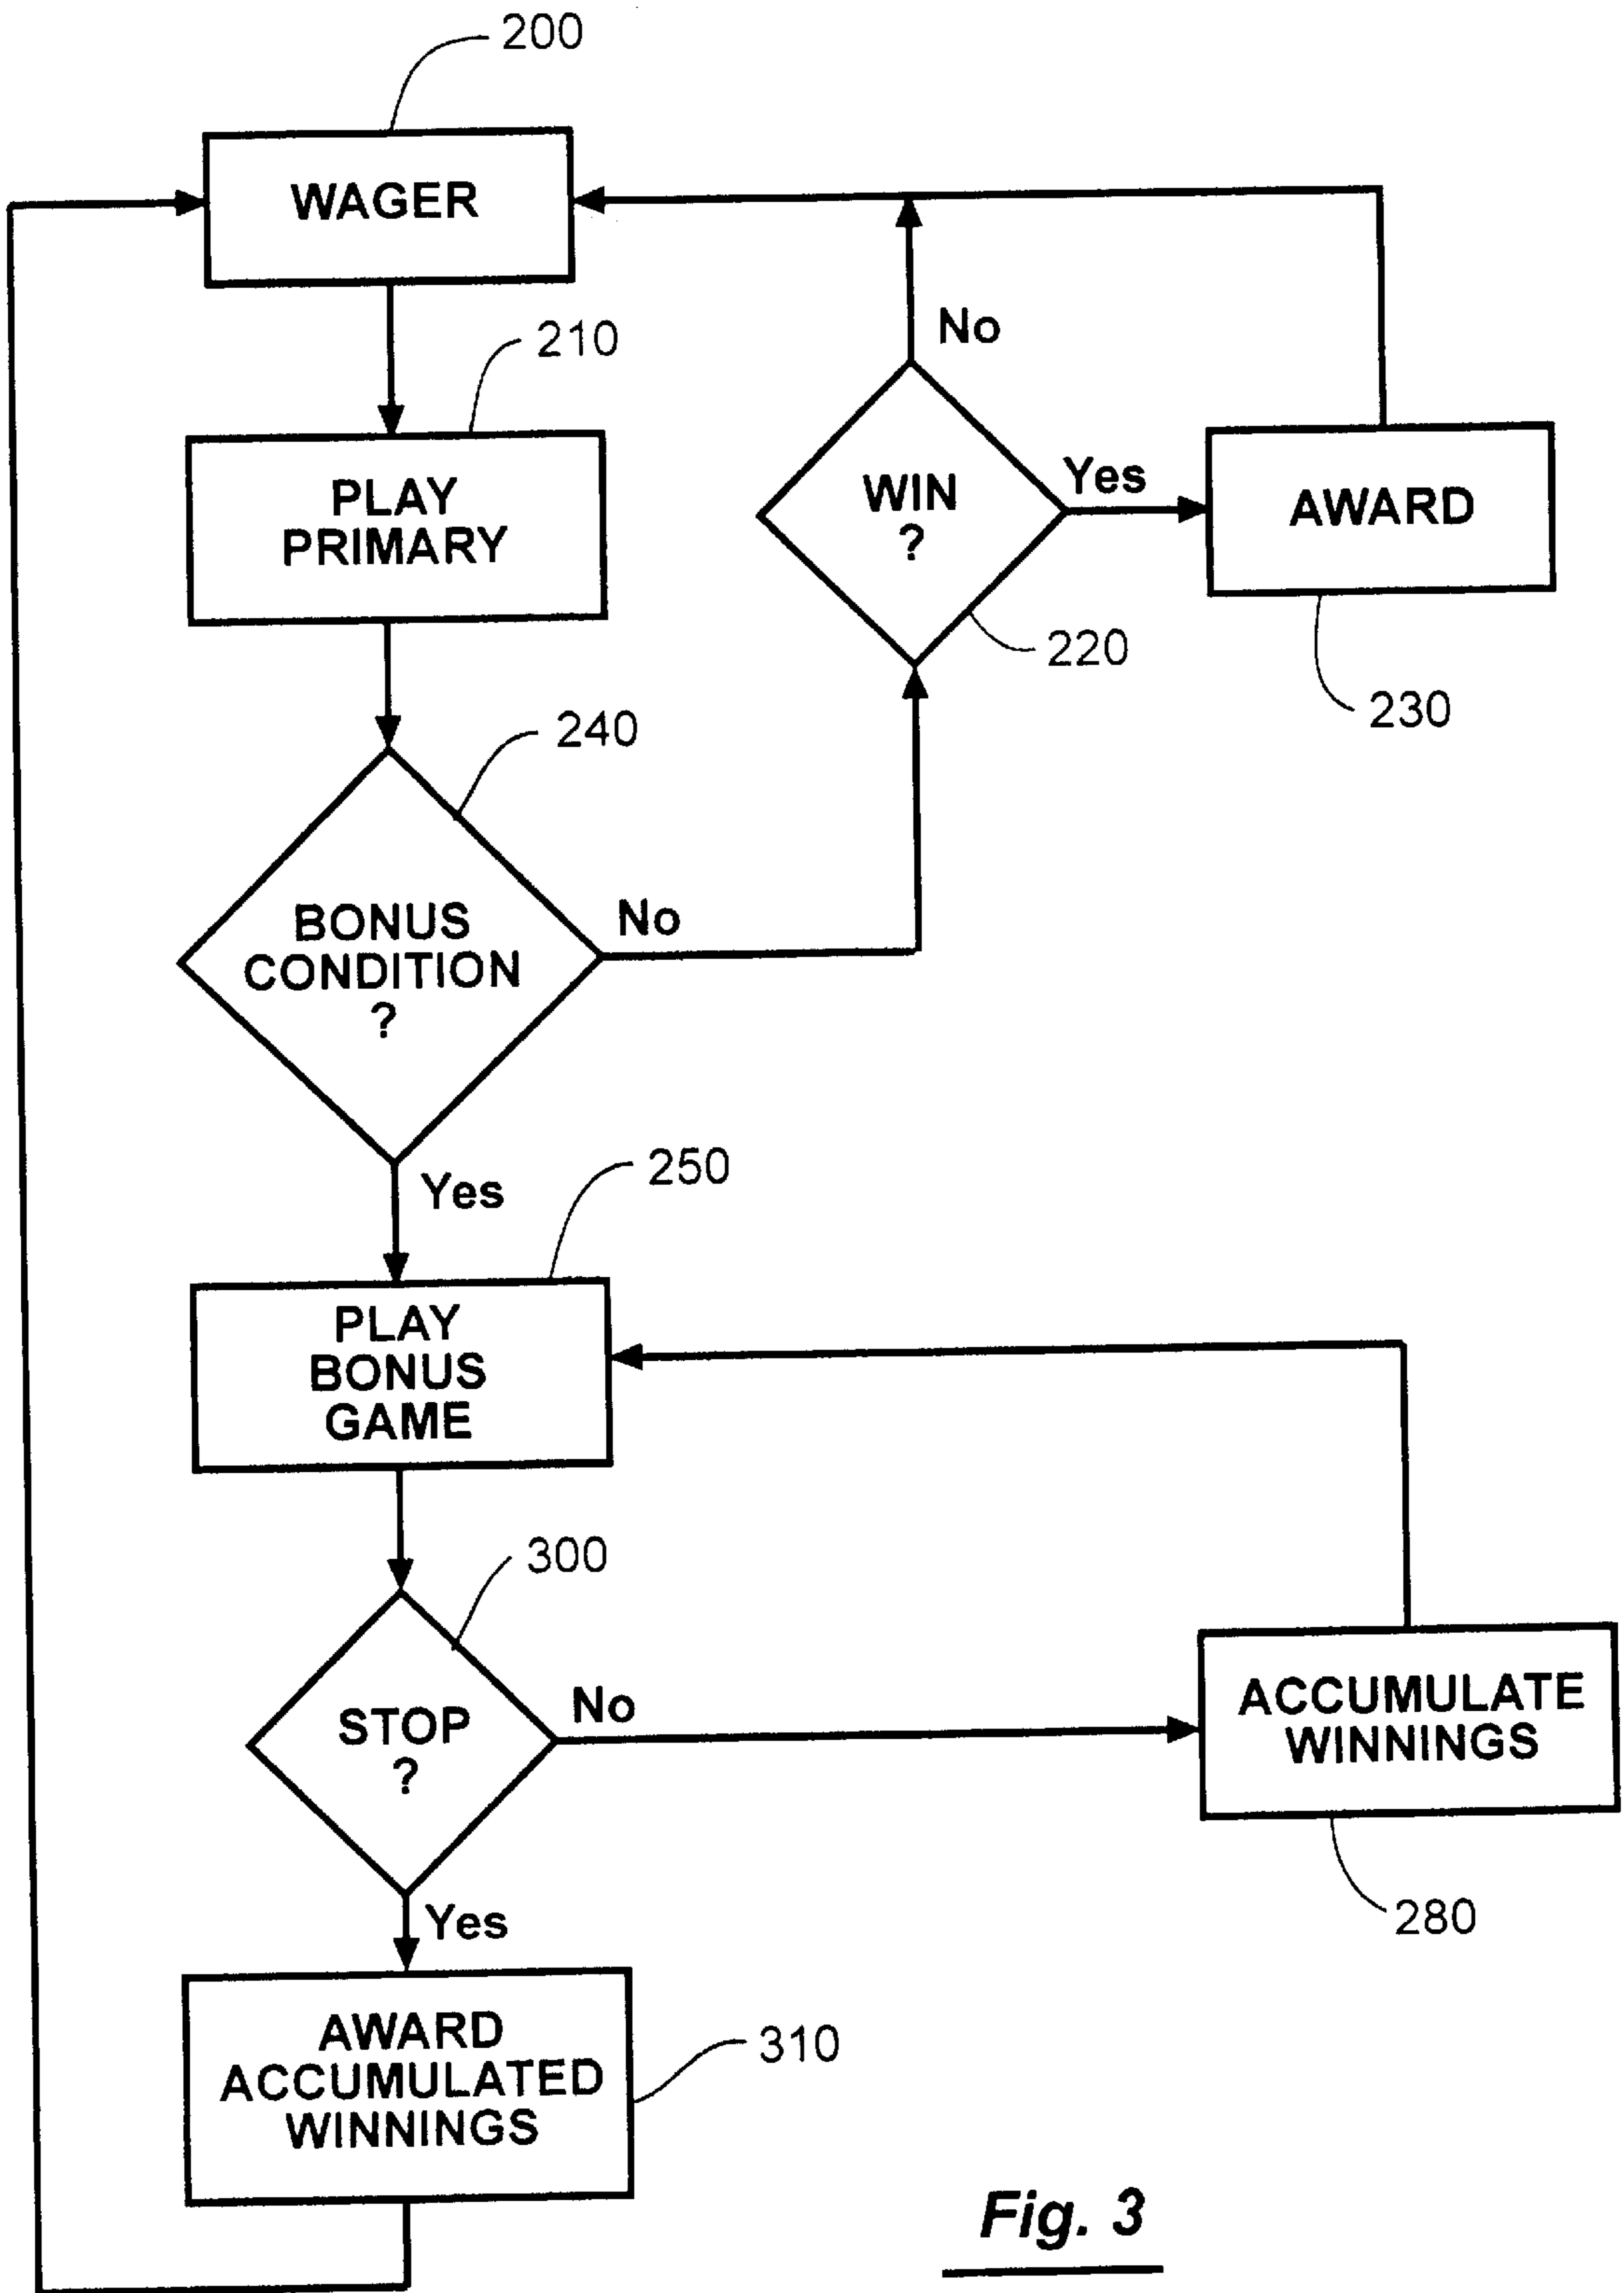 200
WAGER
210
No
PLAY
PRIMARY
WIN
?
Yes
AWARD
220
230
240
BONUS
CONDITION
?
No
Yes
250
PLAY
BONUS
GAME
300
STOP
?
No
ACCUMULATE
WINNINGS
280
Yes
AWARD
ACCUMULATED
WINNINGS
310
Fig. 3